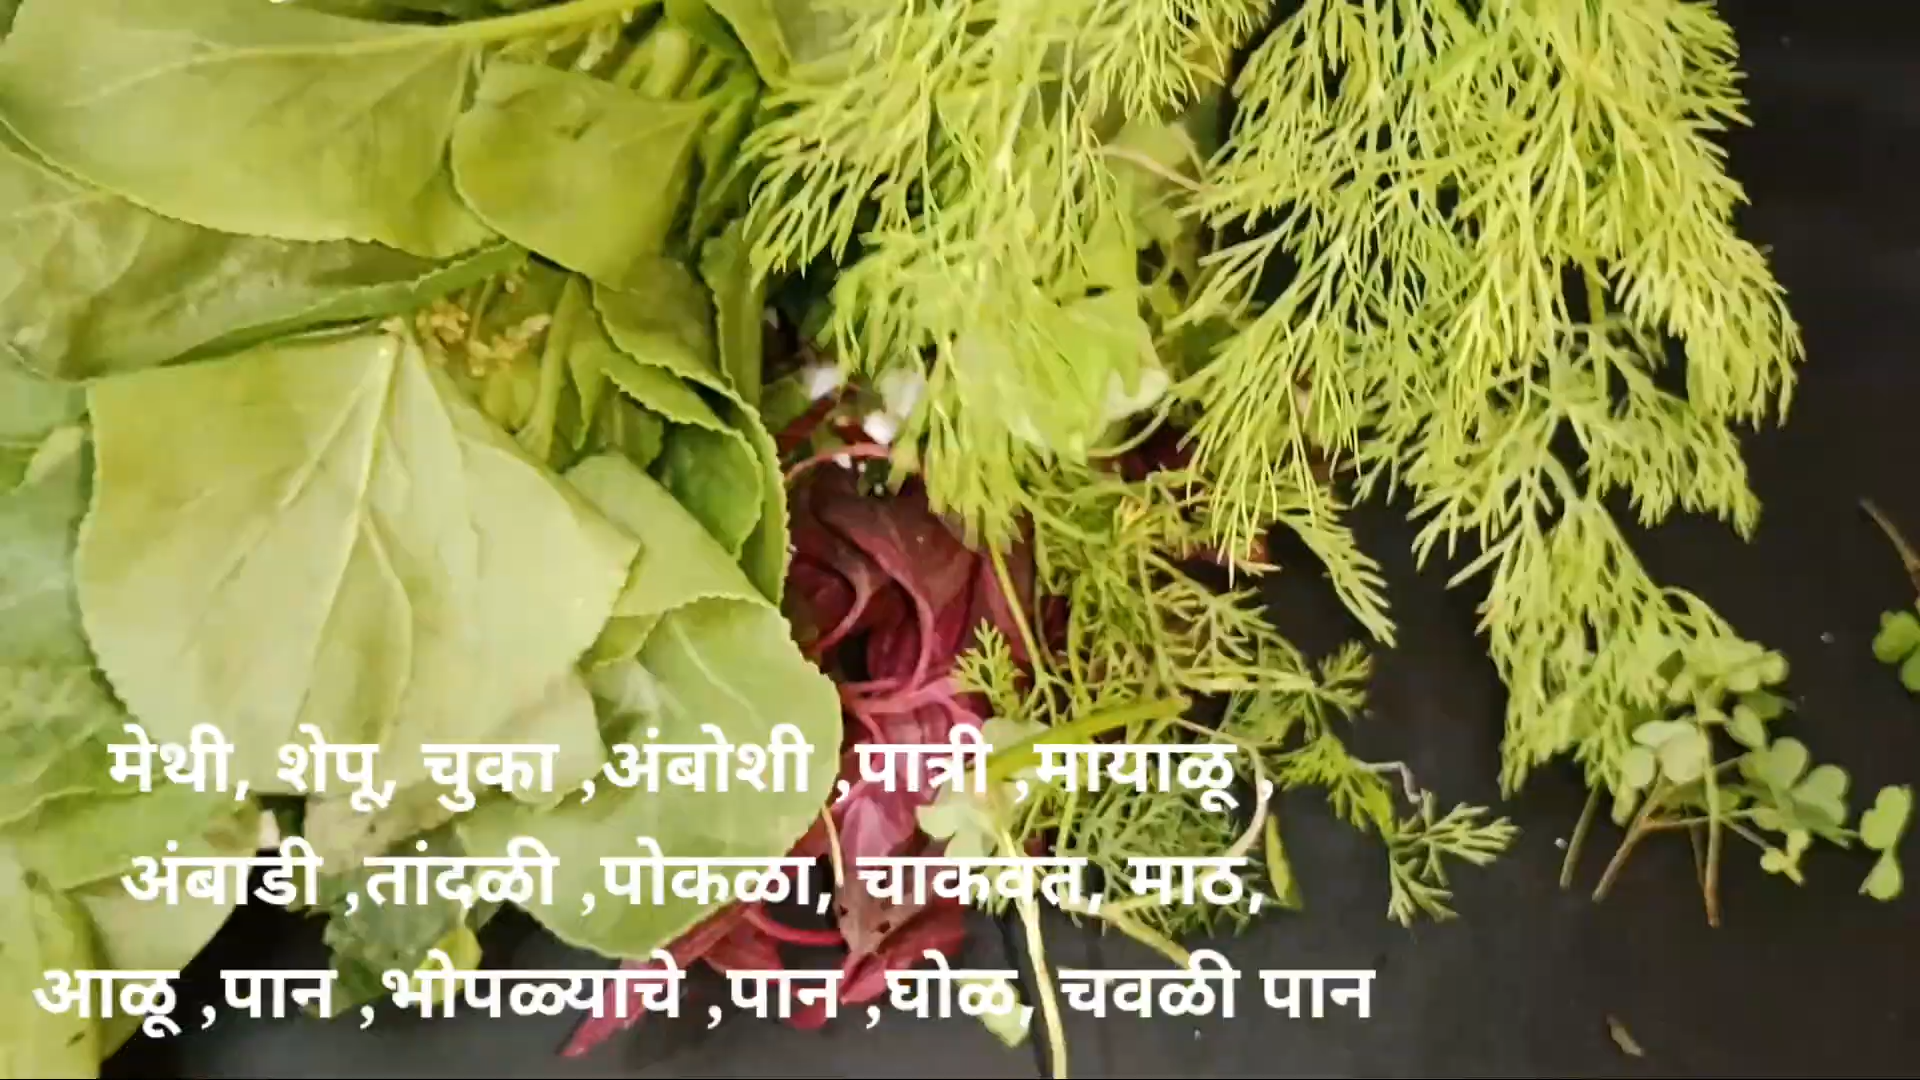 मेथी, शेपू, चुका ,अंबोशी ,पात्री ,मायाळू ,
अंबाडी ,तांदळी ,पोकळा, चाकवत, माठ,
आळू ,पान ,भोपळ्याचे ,पान ,घोळ, चवळी पान